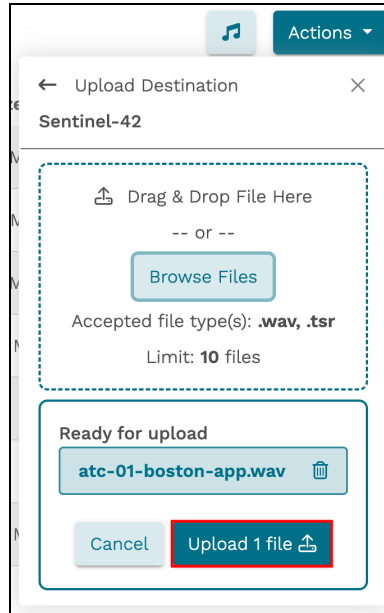 Actions
Upload Destination
Sentinel-42
Drag & Drop File Here
-- or --
Browse Files
Accepted file type(s): .wav, .tsr
Limit: 10 files
Ready for upload
atc-01-boston-app.wav
Cancel
Upload 1 file